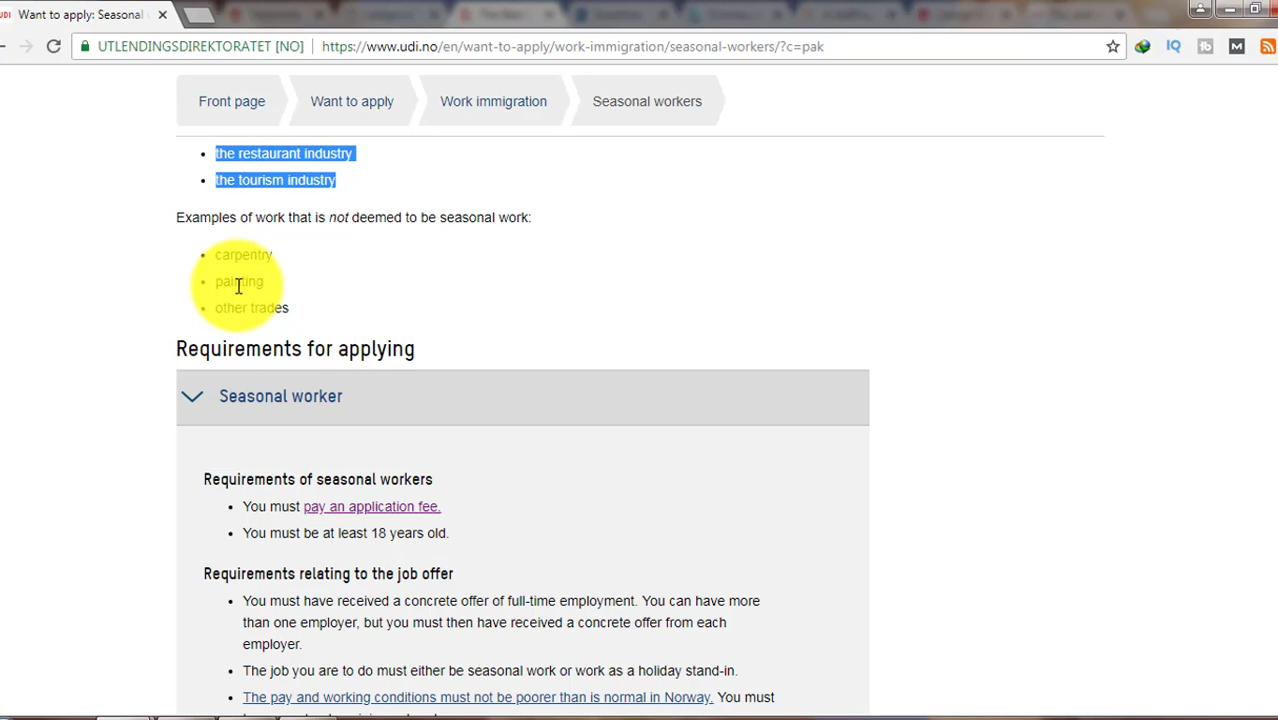 UDI Want to apply: Seasonal
UTLENDINGSDIREKTORATET [NO] https://www.udi.no/en/want-to-apply/work-immigration/seasonal-workers/?c=pak
Front page Want to apply Work immigration Seasonal workers
• the restaurant industry
• the tourism industry
Examples of work that is not deemed to be seasonal work:
• carpentry
• painting
• other trades
Requirements for applying
Seasonal worker
Requirements of seasonal workers
• You must pay an application fee.
• You must be at least 18 years old.
Requirements relating to the job offer
• You must have received a concrete offer of full-time employment. You can have more
than one employer, but you must then have received a concrete offer from each
employer.
• The job you are to do must either be seasonal work or work as a holiday stand-in.
• The pay and working conditions must not be poorer than is normal in Norway. You must